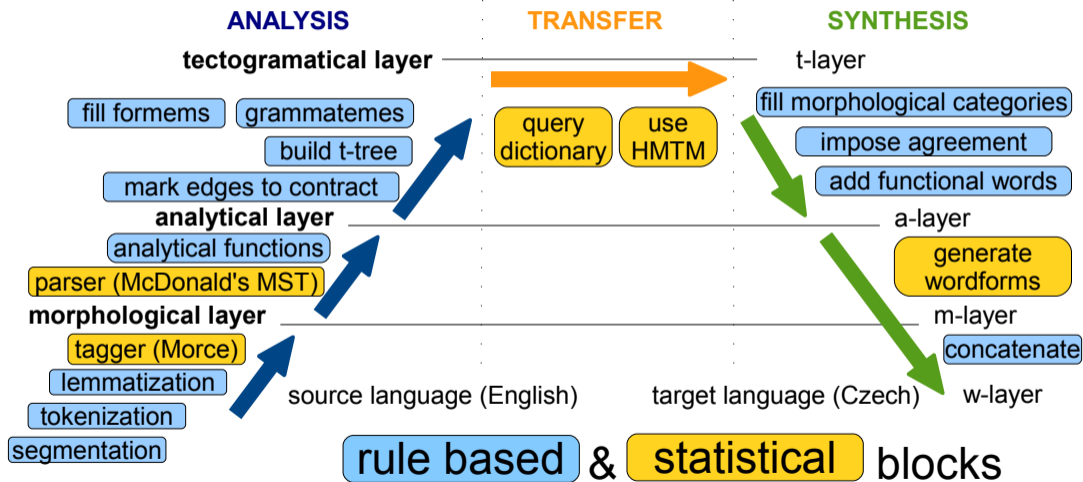 ANALYSIS
TRANSFER
SYNTHESIS
tectogramatical layer
t-layer
fill formems
grammatemes
build t-tree
mark edges to contract
query
dictionary
use
HMTM
fill morphological categories
impose agreement
add functional words
analytical layer
a-layer
analytical functions
parser (McDonald's MST)
generate
wordforms
morphological layer
m-layer
tagger (Morce)
concatenate
lemmatization
tokenization
segmentation
source language (English)
target language (Czech)
w-layer
rule based & statistical blocks